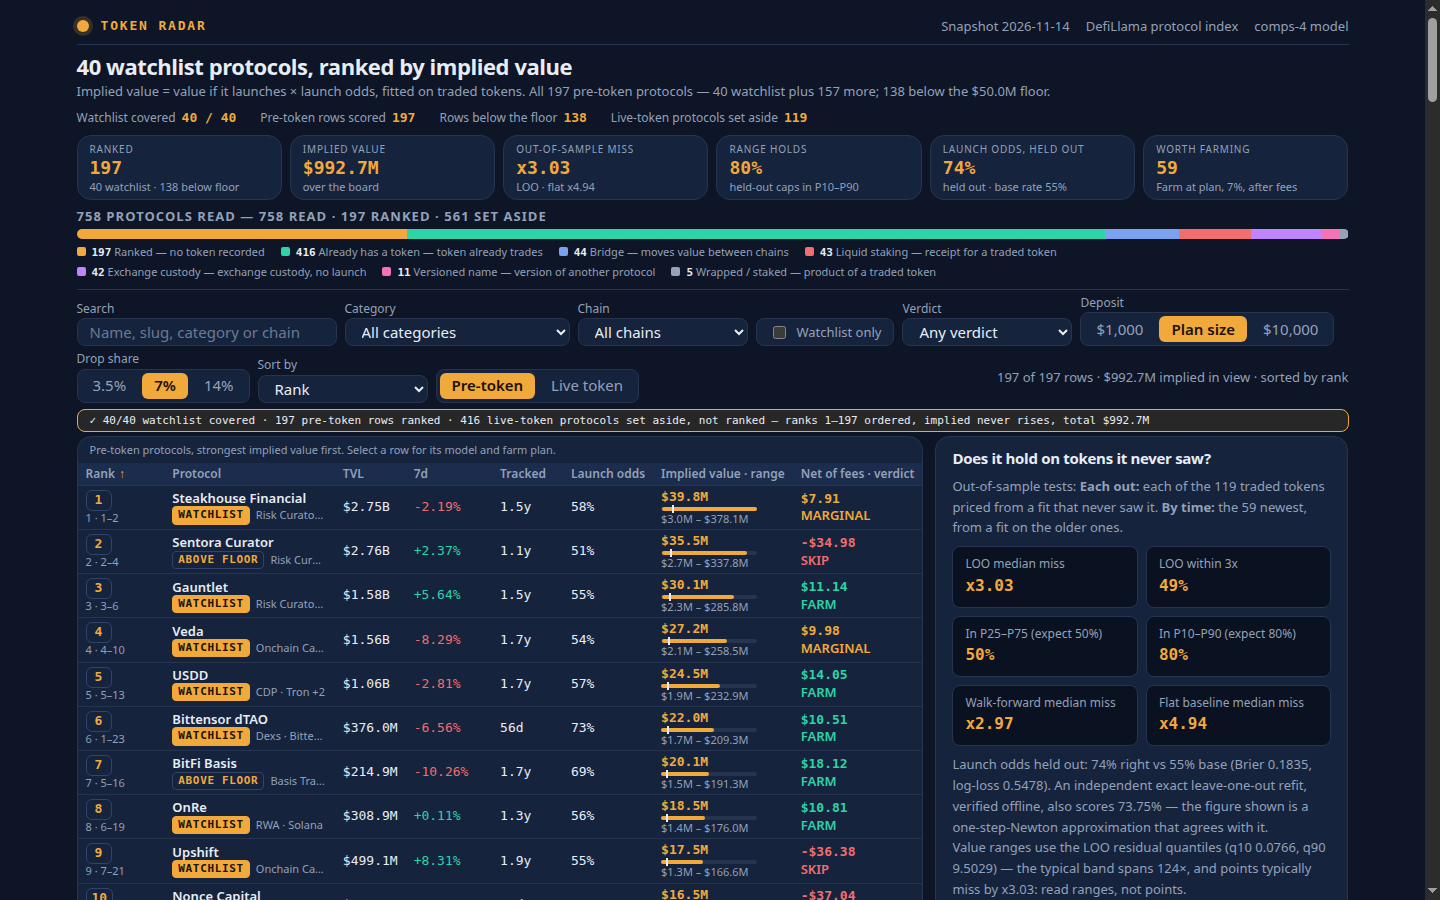 TOKEN RADAR
Snapshot 2026-11-14 DefiLlama protocol index comps-4 model
40 watchlist protocols, ranked by implied value
Implied value = value if it launches × launch odds, fitted on traded tokens. All 197 pre-token protocols — 40 watchlist plus 157 more; 138 below the $50.0M floor.
Watchlist covered 40 / 40 Pre-token rows scored 197 Rows below the floor 138 Live-token protocols set aside 119
RANKED
197
40 watchlist · 138 below floor
IMPLIED VALUE
$992.7M
over the board
OUT-OF-SAMPLE MISS
x3.03
LOO · flat x4.94
RANGE HOLDS
80%
held-out caps in P10–P90
LAUNCH ODDS, HELD OUT
74%
held out · base rate 55%
WORTH FARMING
59
Farm at plan, 7%, after fees
758 PROTOCOLS READ — 758 READ · 197 RANKED · 561 SET ASIDE
197 Ranked — no token recorded 416 Already has a token — token already trades 44 Bridge — moves value between chains 43 Liquid staking — receipt for a traded token
42 Exchange custody — exchange custody, no launch 11 Versioned name — version of another protocol 5 Wrapped / staked — product of a traded token
Search
Name, slug, category or chain
Category
All categories
Chain
All chains
Watchlist only
Verdict
Any verdict
Deposit
$1,000 Plan size $10,000
Drop share
3.5% 7% 14%
Sort by
Rank
Pre-token Live token
197 of 197 rows · $992.7M implied in view · sorted by rank
✓ 40/40 watchlist covered · 197 pre-token rows ranked · 416 live-token protocols set aside, not ranked — ranks 1–197 ordered, implied never rises, total $992.7M
Pre-token protocols, strongest implied value first. Select a row for its model and farm plan.
Rank ↑ Protocol TVL 7d Tracked Launch odds Implied value · range Net of fees · verdict
1 Steakhouse Financial $2.75B -2.19% 1.5y 58% $39.8M $7.91
1 · 1–2 WATCHLIST Risk Curato… $3.0M – $378.1M MARGINAL
2 Sentora Curator $2.76B +2.37% 1.1y 51% $35.5M -$34.98
2 · 2–4 ABOVE FLOOR Risk Cur… $2.7M – $337.8M SKIP
3 Gauntlet $1.58B +5.64% 1.5y 55% $30.1M $11.14
3 · 3–6 WATCHLIST Risk Curato… $2.3M – $285.8M FARM
4 Veda $1.56B -8.29% 1.7y 54% $27.2M $9.98
4 · 4–10 WATCHLIST Onchain Ca… $2.1M – $258.5M MARGINAL
5 USDD $1.06B -2.81% 1.7y 57% $24.5M $14.05
5 · 5–13 WATCHLIST CDP · Tron +2 $1.9M – $232.9M FARM
6 Bittensor dTAO $376.0M -6.56% 56d 73% $22.0M $10.51
6 · 1–23 WATCHLIST Dexs · Bitte… $1.7M – $209.3M FARM
7 BitFi Basis $214.9M -10.26% 1.7y 69% $20.1M $18.12
7 · 5–16 ABOVE FLOOR Basis Tra… $1.5M – $191.3M FARM
8 OnRe $308.9M +0.11% 1.3y 56% $18.5M $10.81
8 · 6–19 WATCHLIST RWA · Solana $1.4M – $176.0M FARM
9 Upshift $499.1M +8.31% 1.9y 55% $17.5M -$36.38
9 · 7–21 WATCHLIST Onchain Ca… $1.3M – $166.6M SKIP
10 Nonce Capital $16.5M -$37.04
Does it hold on tokens it never saw?
Out-of-sample tests: Each out: each of the 119 traded tokens
priced from a fit that never saw it. By time: the 59 newest,
from a fit on the older ones.
LOO median miss
x3.03
LOO within 3x
49%
In P25–P75 (expect 50%)
50%
In P10–P90 (expect 80%)
80%
Walk-forward median miss
x2.97
Flat baseline median miss
x4.94
Launch odds held out: 74% right vs 55% base (Brier 0.1835,
log-loss 0.5478). An independent exact leave-one-out refit,
verified offline, also scores 73.75% — the figure shown is a
one-step-Newton approximation that agrees with it.
Value ranges use the LOO residual quantiles (q10 0.0766, q90
9.5029) — the typical band spans 124×, and points typically
miss by x3.03: read ranges, not points.